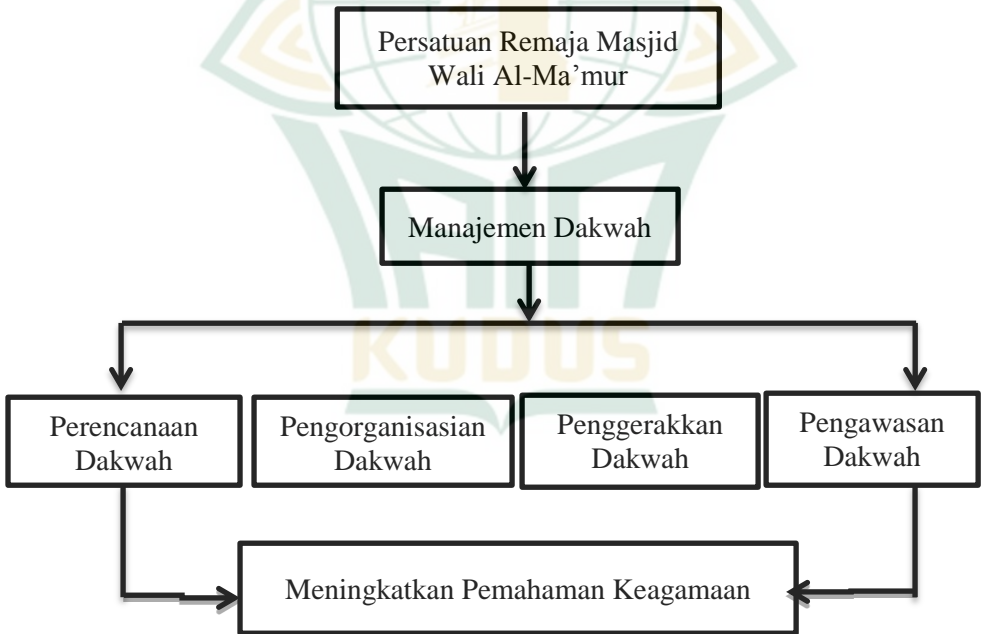 Persatuan Remaja Masjid
Wali Al-Ma’mur
Manajemen Dakwah
KUDUS
Perencanaan
Dakwah
Pengorganisasian
Dakwah
Penggerakkan
Dakwah
Pengawasan
Dakwah
Meningkatkan Pemahaman Keagamaan